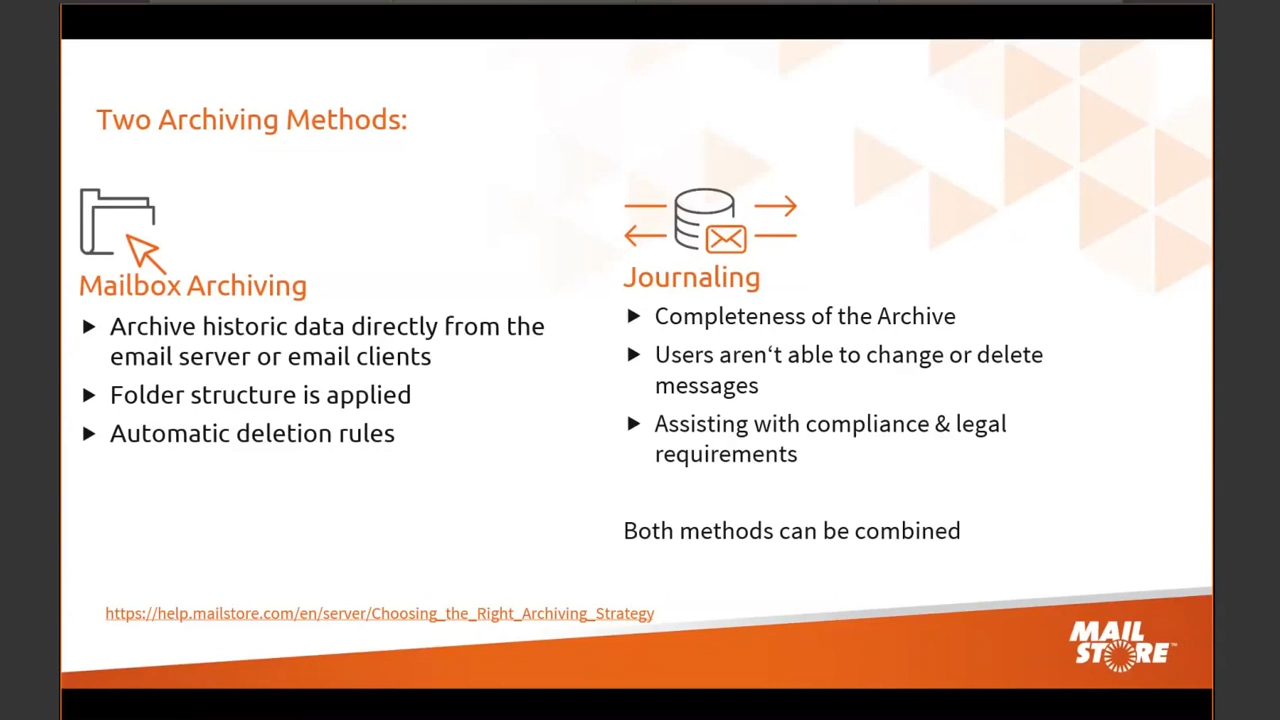 Two Archiving Methods:
Mailbox Archiving
▶ Archive historic data directly from the
email server or email clients
▶ Folder structure is applied
▶ Automatic deletion rules
Journaling
▶ Completeness of the Archive
▶ Users aren‘t able to change or delete
messages
▶ Assisting with compliance & legal
requirements
Both methods can be combined
https://help.mailstore.com/en/server/Choosing_the_Right_Archiving_Strategy
MAIL
STORE™